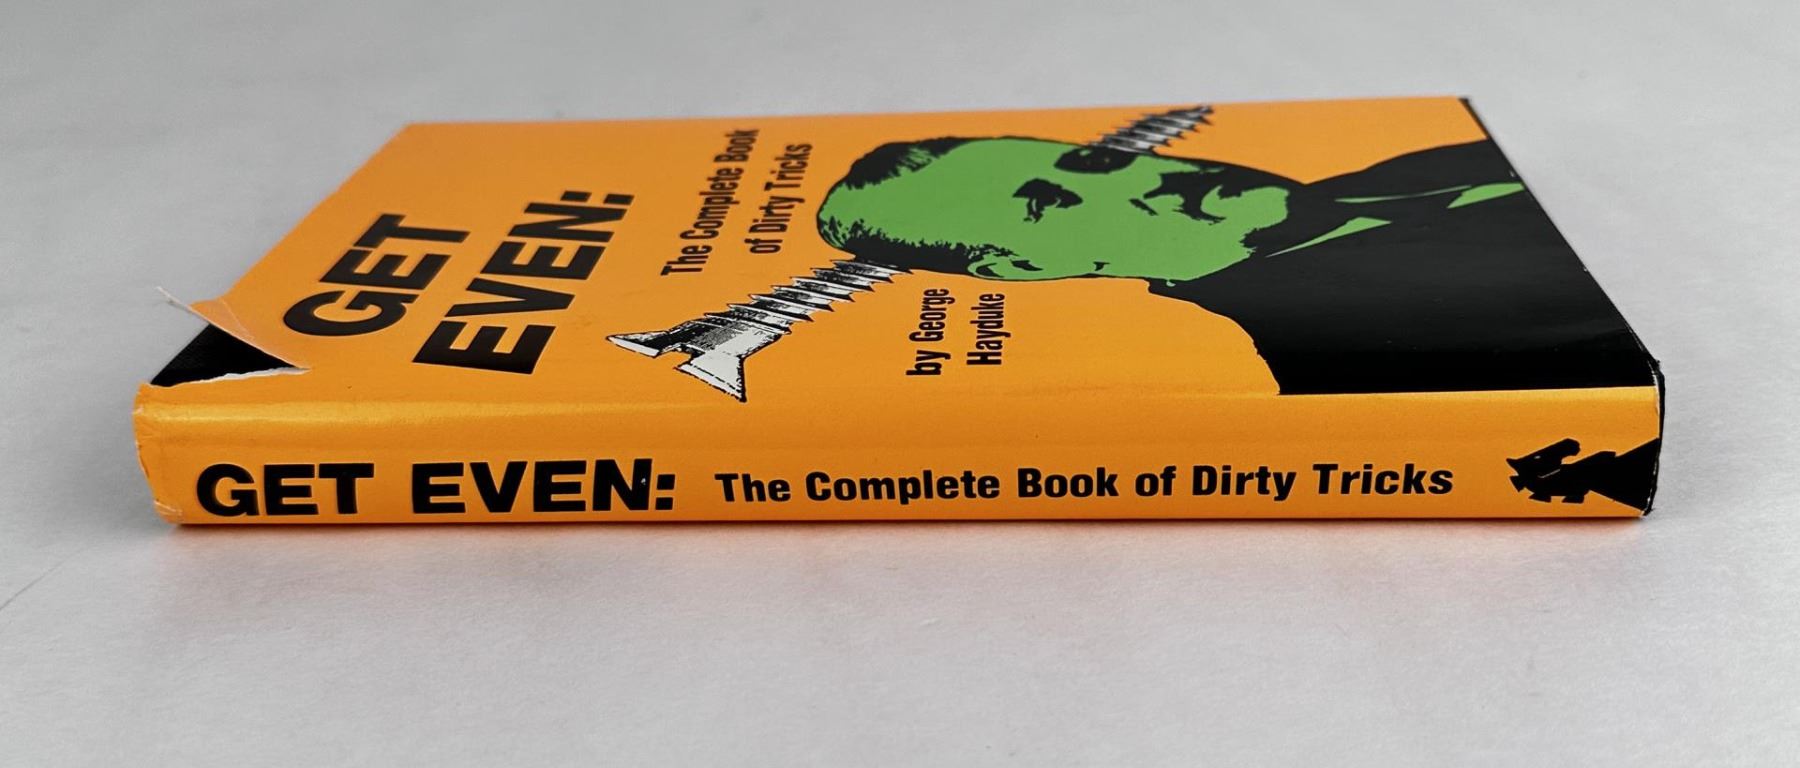 GET
EVEN:
The Complete Book
of Dirty Tricks
by George
Hayduke
GET EVEN: The Complete Book of Dirty Tricks